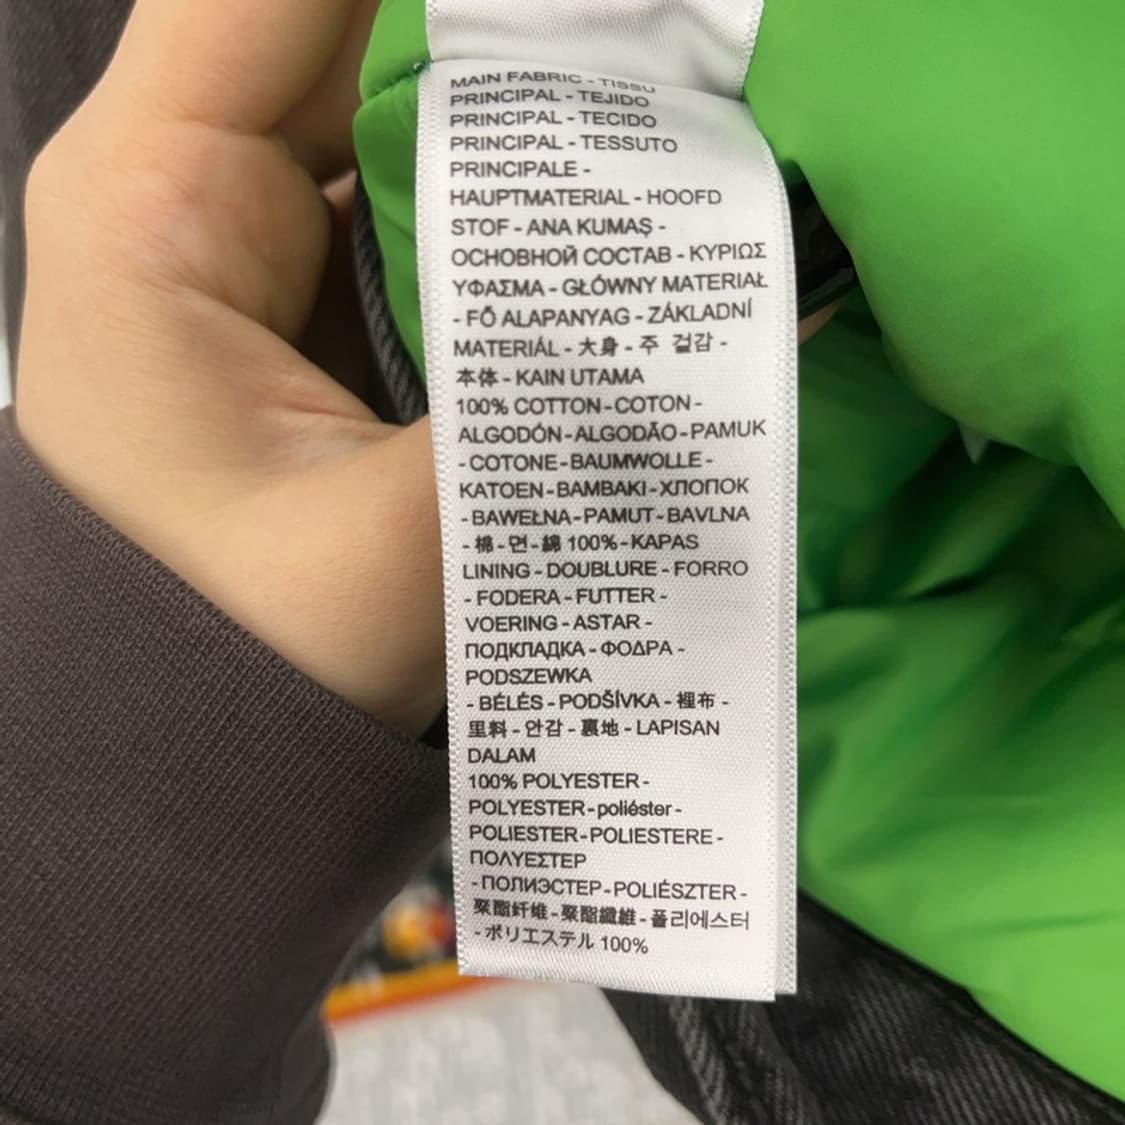 MAIN FABRIC - TISSU
PRINCIPAL - TEJIDO
PRINCIPAL - TECIDO
PRINCIPAL - TESSUTO
PRINCIPALE -
HAUPTMATERIAL - HOOFD
STOF - ANA KUMAŞ -
ОСНОВНОЙ СОСТАВ - ΚΥΡΙΩΣ
ΥΦΑΣΜΑ - GŁÓWNY MATERIAŁ
- FŐ ALAPANYAG - ZÁKLADNÍ
MATERIÁL - 大身 - 주 겉감 -
本体 - KAIN UTAMA
100% COTTON - COTON -
ALGODÓN - ALGODÃO - PAMUK
- COTONE - BAUMWOLLE -
KATOEN - BAMBAKI - ХЛОПОК
- BAWEŁNA - PAMUT - BAVLNA
- 棉 - 면 - 綿 100% - KAPAS
LINING - DOUBLURE - FORRO
- FODERA - FUTTER -
VOERING - ASTAR -
ПОДКЛАДКА - ΦΟΔΡΑ -
PODSZEWKA
- BÉLÉS - PODŠÍVKA - 裡布 -
里料 - 안감 - 裏地 - LAPISAN
DALAM
100% POLYESTER -
POLYESTER - poliéster -
POLIESTER - POLIESTERE -
ΠΟΛΥΕΣΤΕΡ
- ПОЛИЭСТЕР - POLIÉSZTER -
聚酯纤维 - 聚酯纖維 - 폴리에스터
- ポリエステル 100%